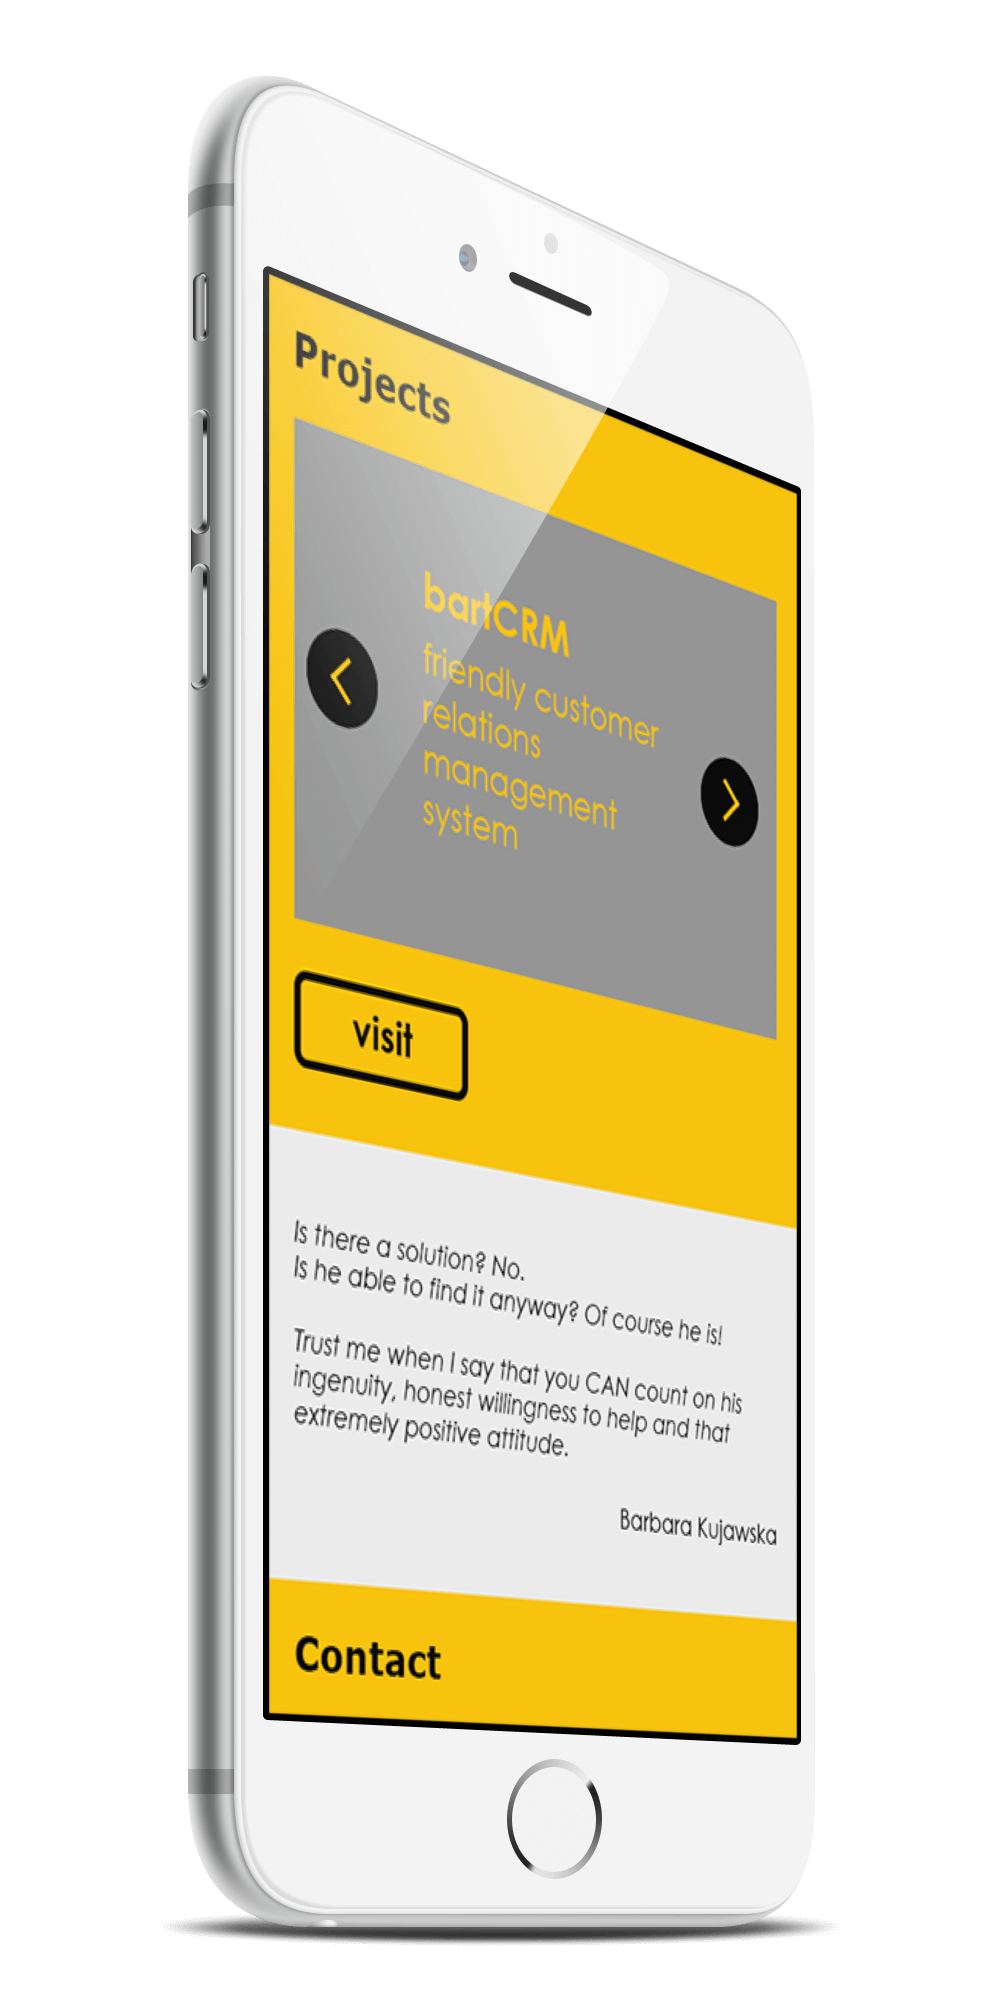 Projects
bartCRM
friendly customer
relations
management
system
visit
Is there a solution? No.
Is he able to find it anyway? Of course he is!
Trust me when I say that you CAN count on his
ingenuity, honest willingness to help and that
extremely positive attitude.
Barbara Kujawska
Contact